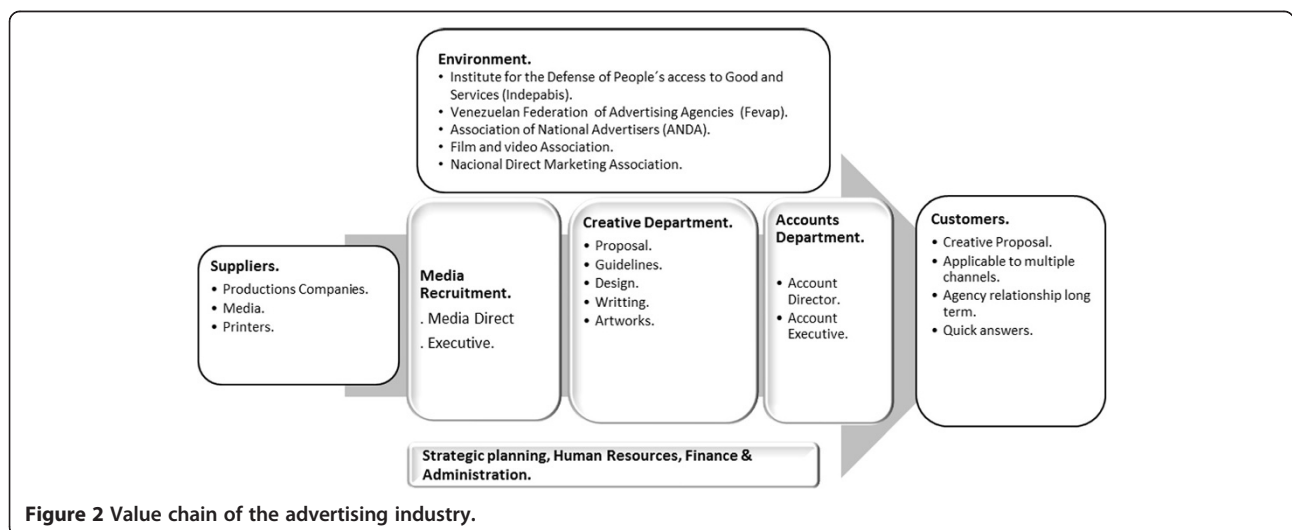 Environment.
• Institute for the Defense of People´s access to Good and
Services (Indepabis).
• Venezuelan Federation of Advertising Agencies (Fevap).
• Association of National Advertisers (ANDA).
• Film and video Association.
• Nacional Direct Marketing Association.
Suppliers.
• Productions Companies.
• Media.
• Printers.
Media
Recruitment.
. Media Direct
. Executive.
Creative Department.
• Proposal.
• Guidelines.
• Design.
• Writting.
• Artworks.
Accounts
Department.
• Account
Director.
• Account
Executive.
Customers.
• Creative Proposal.
• Applicable to multiple
channels.
• Agency relationship long
term.
• Quick answers.
Strategic planning, Human Resources, Finance &
Administration.
Figure 2 Value chain of the advertising industry.